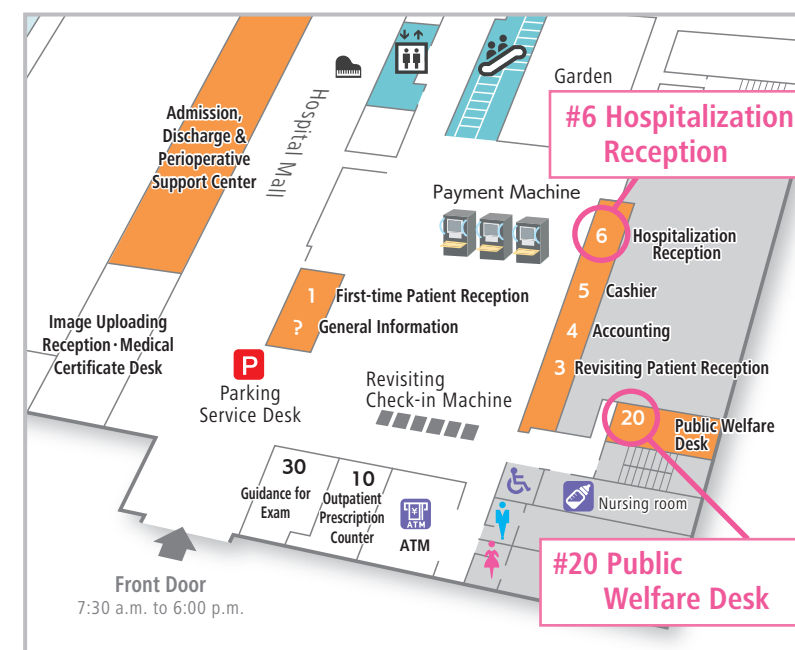 Garden
#6 Hospitalization
Reception
Admission,
Discharge &
Perioperative
Support Center
Hospital Mall
Payment Machine
6
Hospitalization
Reception
5
Cashier
1
First-time Patient Reception
?
General Information
4
Accounting
3
Revisiting Patient Reception
Image Uploading
Reception・Medical
Certificate Desk
P
Parking
Service Desk
Revisiting
Check-in Machine
20
Public Welfare
Desk
30
Guidance for
Exam
10
Outpatient
Prescription
Counter
¥
ATM
ATM
Nursing room
#20 Public
Welfare Desk
Front Door
7:30 a.m. to 6:00 p.m.